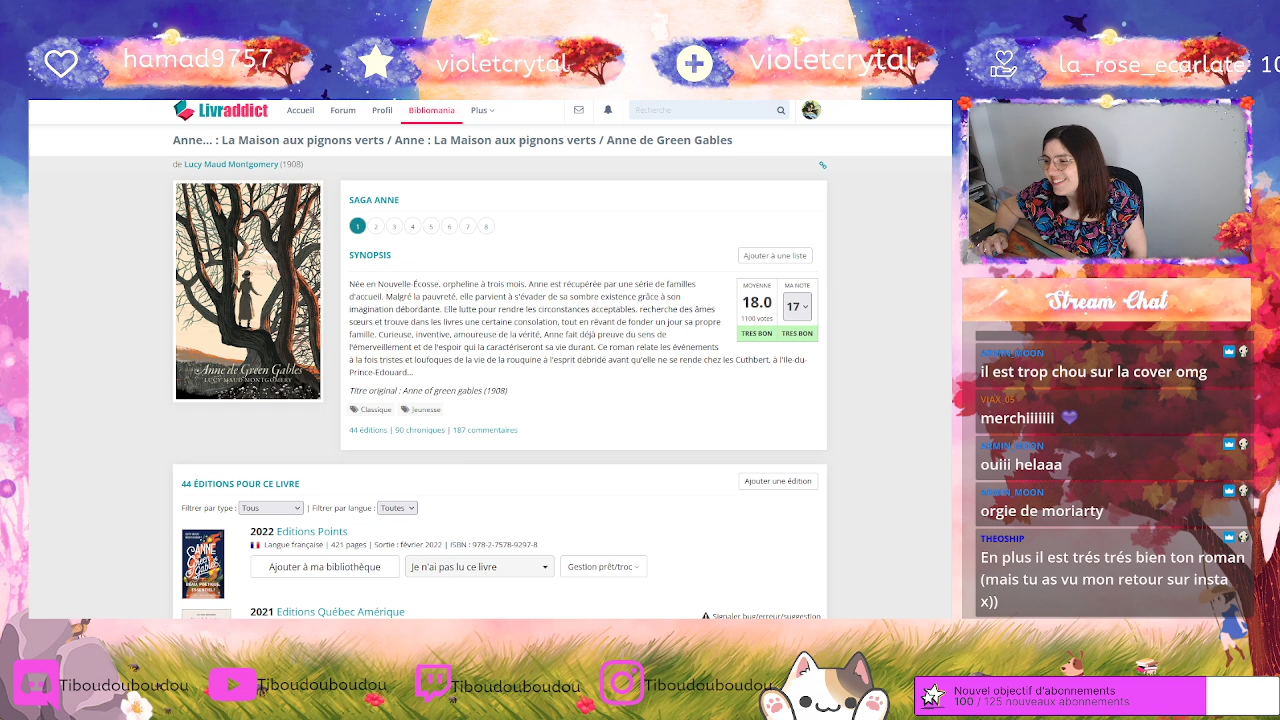 hamad9757
violetcrytal
violetcrytal
la_rose_ecarlate: 10
Livraddict
Accueil
Forum
Profil
Bibliomania
Plus
Recherche
Anne... : La Maison aux pignons verts / Anne : La Maison aux pignons verts / Anne de Green Gables
de Lucy Maud Montgomery (1908)
Anne de Green Gables
LUCY MAUD MONTGOMERY
SAGA ANNE
1 2 3 4 5 6 7 8
SYNOPSIS
Ajouter à une liste
Née en Nouvelle-Écosse, orpheline à trois mois, Anne est récupérée par une série de familles
d'accueil. Malgré la pauvreté, elle parvient à s'évader de sa sombre existence grâce à son
imagination débordante. Elle lutte pour rendre les circonstances acceptables, recherche des âmes
sœurs et trouve dans les livres une certaine consolation, tout en rêvant de fonder un jour sa propre
famille. Curieuse, inventive, amoureuse de la vérité, Anne fait déjà preuve du sens de
l'émerveillement et de l'espoir qui la caractériseront sa vie durant. Ce roman relate les événements
à la fois tristes et loufoques de la vie de la rouquine à l'esprit débridé avant qu'elle ne se rende chez les Cuthbert, à l'Ile-du-
Prince-Edouard...
MOYENNE
18.0
1100 votes
TRES BON
MA NOTE
17
TRES BON
Titre original : Anne of green gables (1908)
Classique
Jeunesse
44 éditions | 90 chroniques | 187 commentaires
44 ÉDITIONS POUR CE LIVRE
Ajouter une édition
Filtrer par type : Tous | Filtrer par langue : Toutes
2022 Editions Points
Langue française | 421 pages | Sortie : février 2022 | ISBN : 978-2-7578-9297-8
Ajouter à ma bibliothèque
Je n'ai pas lu ce livre
Gestion prêt/troc
2021 Editions Québec Amérique
Signaler bug/erreur/suggestion
Stream Chat
il est trop chou sur la cover omg
VIAX_05
merchiiiiiii
ouiii helaaa
orgie de moriarty
THEOSHIP
En plus il est trés trés bien ton roman
(mais tu as vu mon retour sur insta
x))
Tiboudouboudou
Tiboudouboudou
Tiboudouboudou
Tiboudouboudou
Nouvel objectif d'abonnements
100 / 125 nouveaux abonnements